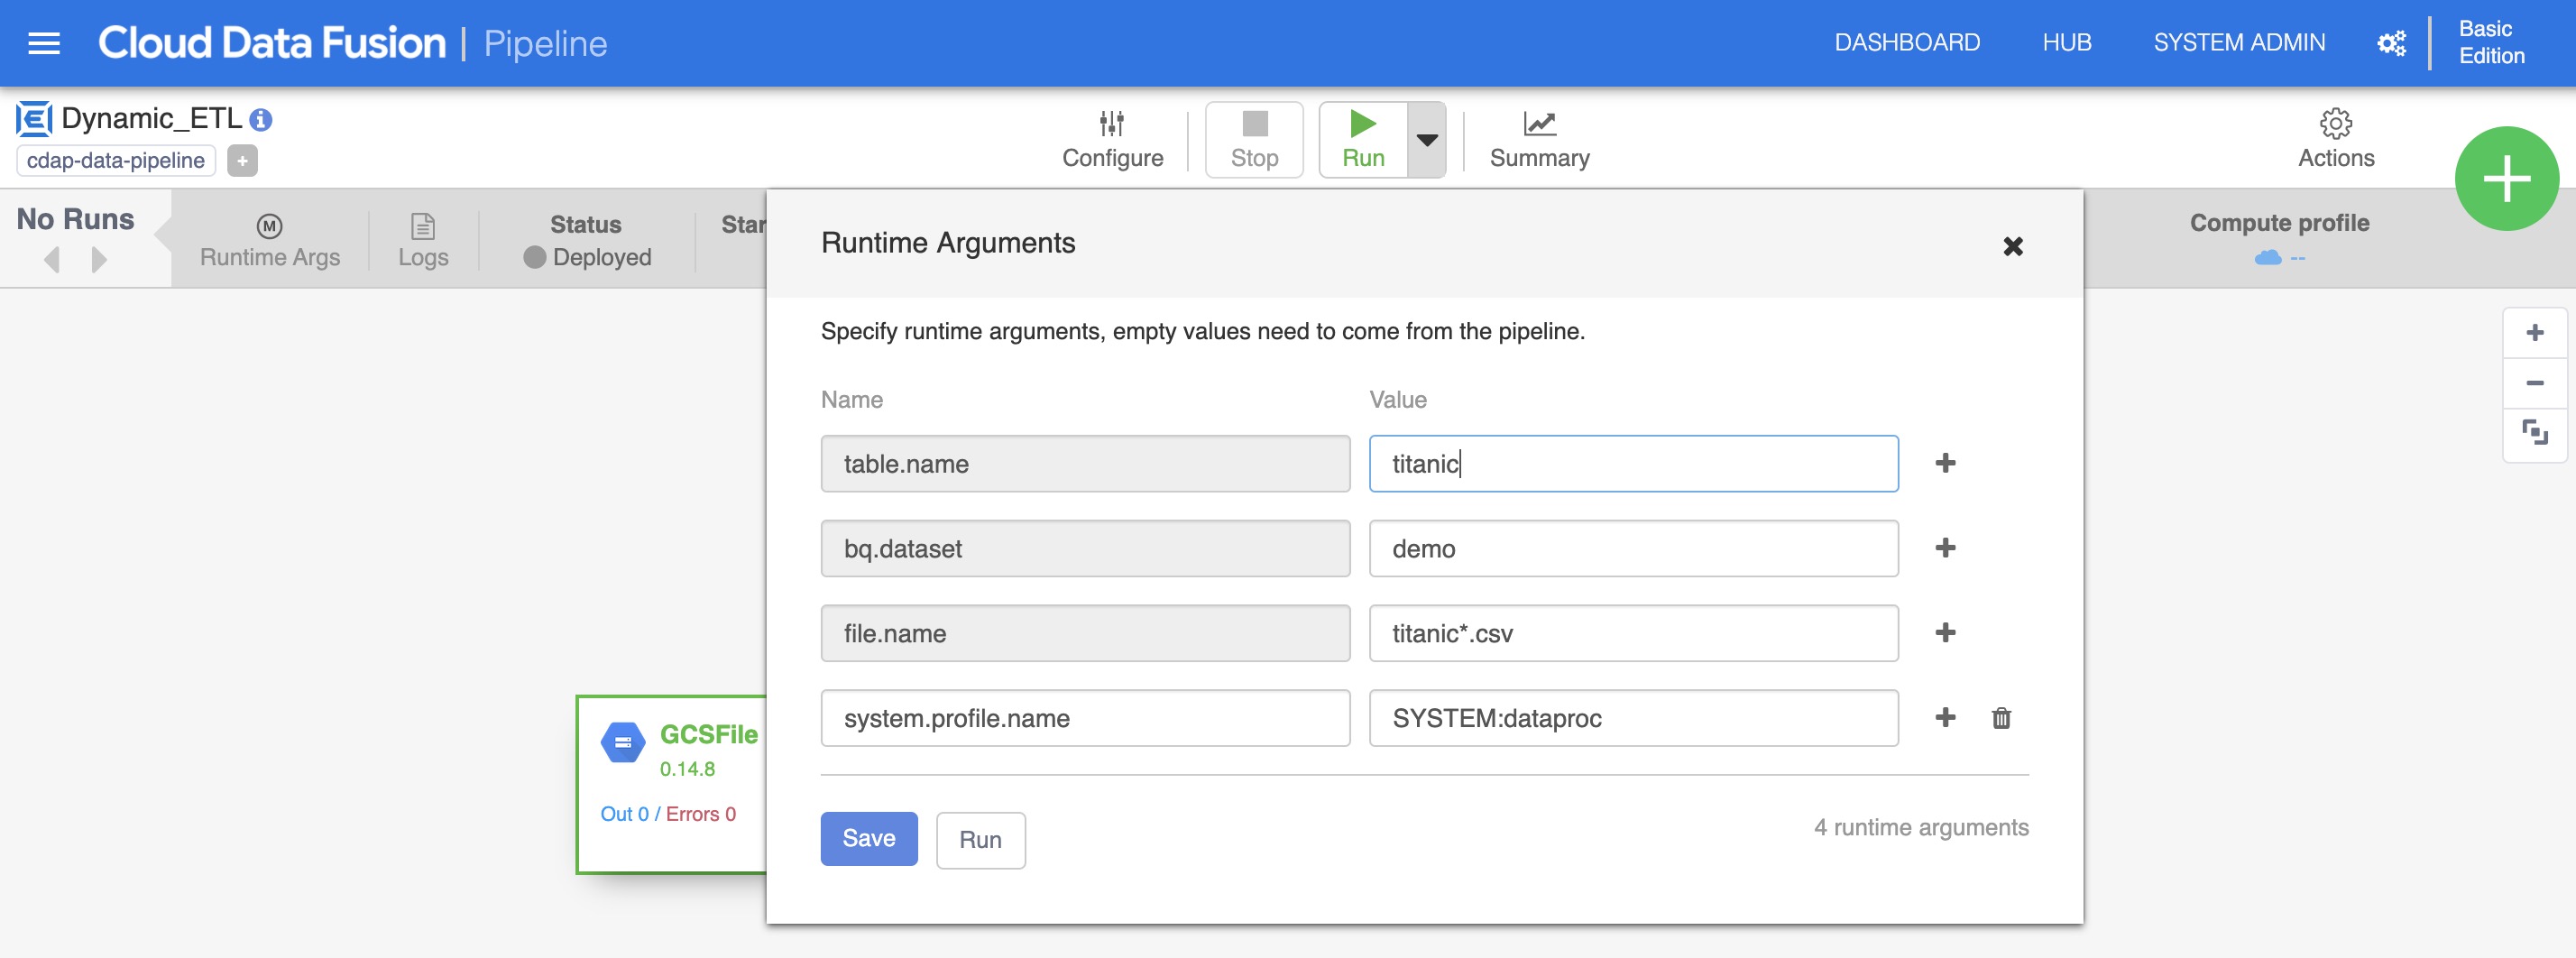 Cloud Data Fusion | Pipeline
DASHBOARD
HUB
SYSTEM ADMIN
Basic
Edition
Dynamic_ETL
cdap-data-pipeline
+
Configure
Stop
Run
Summary
Actions
No Runs
M
Runtime Args
Logs
Status
Deployed
Star
Compute profile
--
Runtime Arguments
Specify runtime arguments, empty values need to come from the pipeline.
Name Value
table.name titanic
bq.dataset demo
file.name titanic*.csv
system.profile.name SYSTEM:dataproc
Save
Run
4 runtime arguments
GCSFile
0.14.8
Out 0 / Errors 0